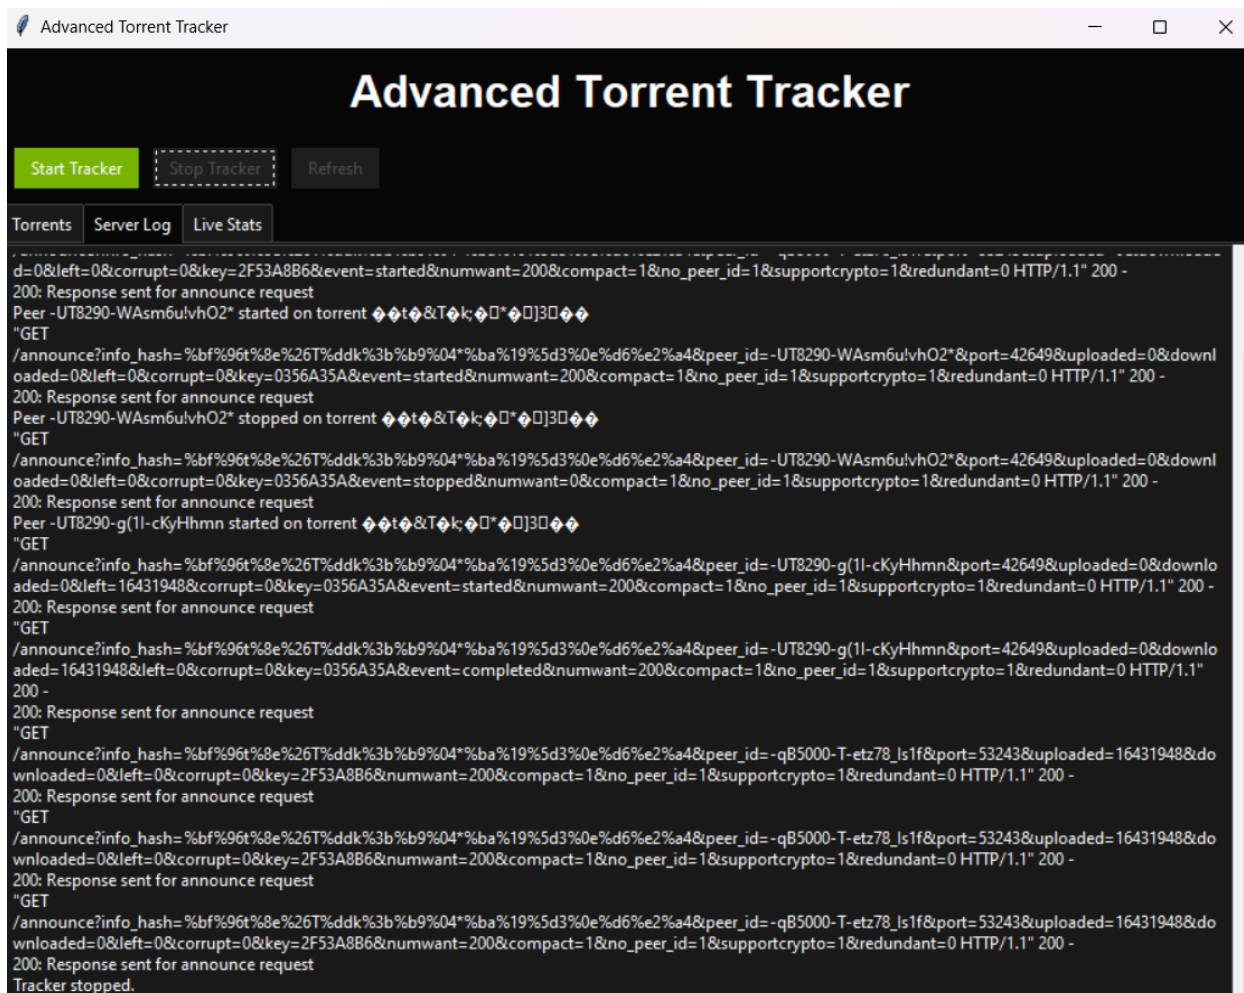 Advanced Torrent Tracker
Advanced Torrent Tracker
Start Tracker Stop Tracker Refresh
Torrents Server Log Live Stats
d=0&left=0&corrupt=0&key=2F53A8B6&event=started&numwant=200&compact=1&no_peer_id=1&supportcrypto=1&redundant=0 HTTP/1.1" 200 -
200: Response sent for announce request
Peer -UT8290-WAsm6u!vhO2* started on torrent ��t�&T�k;�□*�□]3□��
"GET
/announce?info_hash=%bf%96t%8e%26T%ddk%3b%b9%04*%ba%19%5d3%0e%d6%e2%a4&peer_id=-UT8290-WAsm6u!vhO2*&port=42649&uploaded=0&downl
oaded=0&left=0&corrupt=0&key=0356A35A&event=started&numwant=200&compact=1&no_peer_id=1&supportcrypto=1&redundant=0 HTTP/1.1" 200 -
200: Response sent for announce request
Peer -UT8290-WAsm6u!vhO2* stopped on torrent ��t�&T�k;�□*�□]3□��
"GET
/announce?info_hash=%bf%96t%8e%26T%ddk%3b%b9%04*%ba%19%5d3%0e%d6%e2%a4&peer_id=-UT8290-WAsm6u!vhO2*&port=42649&uploaded=0&downl
oaded=0&left=0&corrupt=0&key=0356A35A&event=stopped&numwant=0&compact=1&no_peer_id=1&supportcrypto=1&redundant=0 HTTP/1.1" 200 -
200: Response sent for announce request
Peer -UT8290-g(1l-cKyHhmn started on torrent ��t�&T�k;�□*�□]3□��
"GET
/announce?info_hash=%bf%96t%8e%26T%ddk%3b%b9%04*%ba%19%5d3%0e%d6%e2%a4&peer_id=-UT8290-g(1l-cKyHhmn&port=42649&uploaded=0&downlo
aded=0&left=16431948&corrupt=0&key=0356A35A&event=started&numwant=200&compact=1&no_peer_id=1&supportcrypto=1&redundant=0 HTTP/1.1" 200 -
200: Response sent for announce request
"GET
/announce?info_hash=%bf%96t%8e%26T%ddk%3b%b9%04*%ba%19%5d3%0e%d6%e2%a4&peer_id=-UT8290-g(1l-cKyHhmn&port=42649&uploaded=0&downlo
aded=16431948&left=0&corrupt=0&key=0356A35A&event=completed&numwant=200&compact=1&no_peer_id=1&supportcrypto=1&redundant=0 HTTP/1.1"
200 -
200: Response sent for announce request
"GET
/announce?info_hash=%bf%96t%8e%26T%ddk%3b%b9%04*%ba%19%5d3%0e%d6%e2%a4&peer_id=-qB5000-T-etz78_ls1f&port=53243&uploaded=16431948&do
wnloaded=0&left=0&corrupt=0&key=2F53A8B6&numwant=200&compact=1&no_peer_id=1&supportcrypto=1&redundant=0 HTTP/1.1" 200 -
200: Response sent for announce request
"GET
/announce?info_hash=%bf%96t%8e%26T%ddk%3b%b9%04*%ba%19%5d3%0e%d6%e2%a4&peer_id=-qB5000-T-etz78_ls1f&port=53243&uploaded=16431948&do
wnloaded=0&left=0&corrupt=0&key=2F53A8B6&numwant=200&compact=1&no_peer_id=1&supportcrypto=1&redundant=0 HTTP/1.1" 200 -
200: Response sent for announce request
"GET
/announce?info_hash=%bf%96t%8e%26T%ddk%3b%b9%04*%ba%19%5d3%0e%d6%e2%a4&peer_id=-qB5000-T-etz78_ls1f&port=53243&uploaded=16431948&do
wnloaded=0&left=0&corrupt=0&key=2F53A8B6&numwant=200&compact=1&no_peer_id=1&supportcrypto=1&redundant=0 HTTP/1.1" 200 -
200: Response sent for announce request
Tracker stopped.